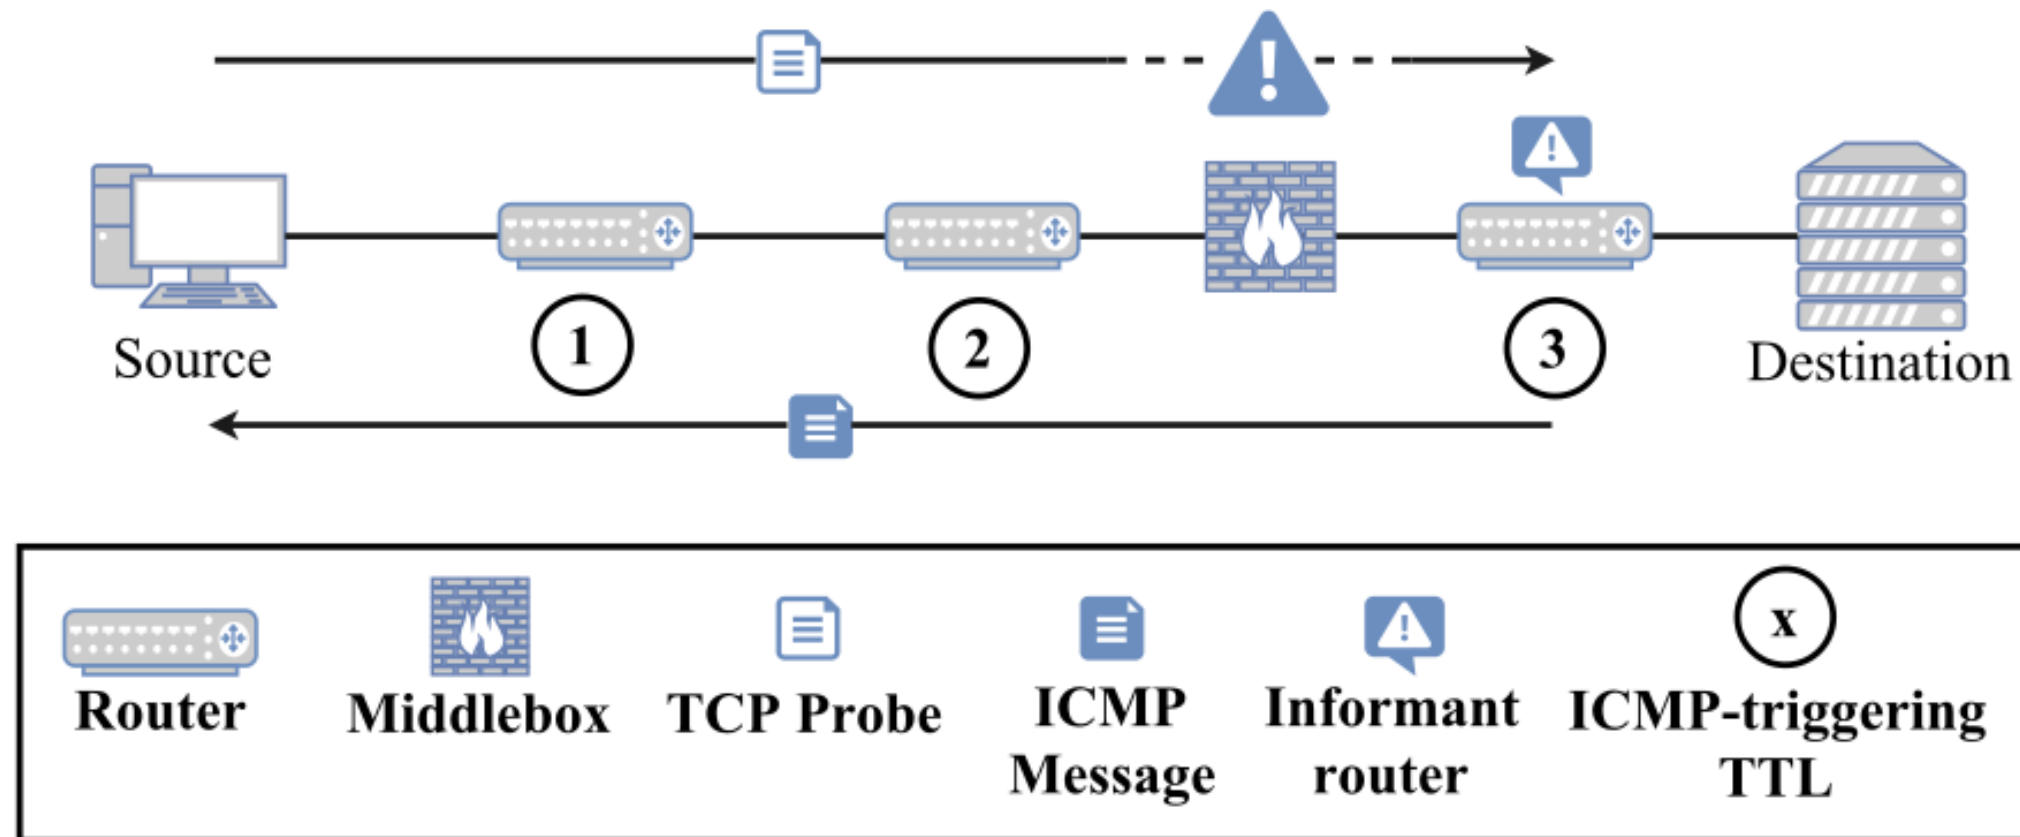 Source
1
2
3
Destination
Router
Middlebox
TCP Probe
ICMP
Message
Informant
router
x
ICMP-triggering
TTL